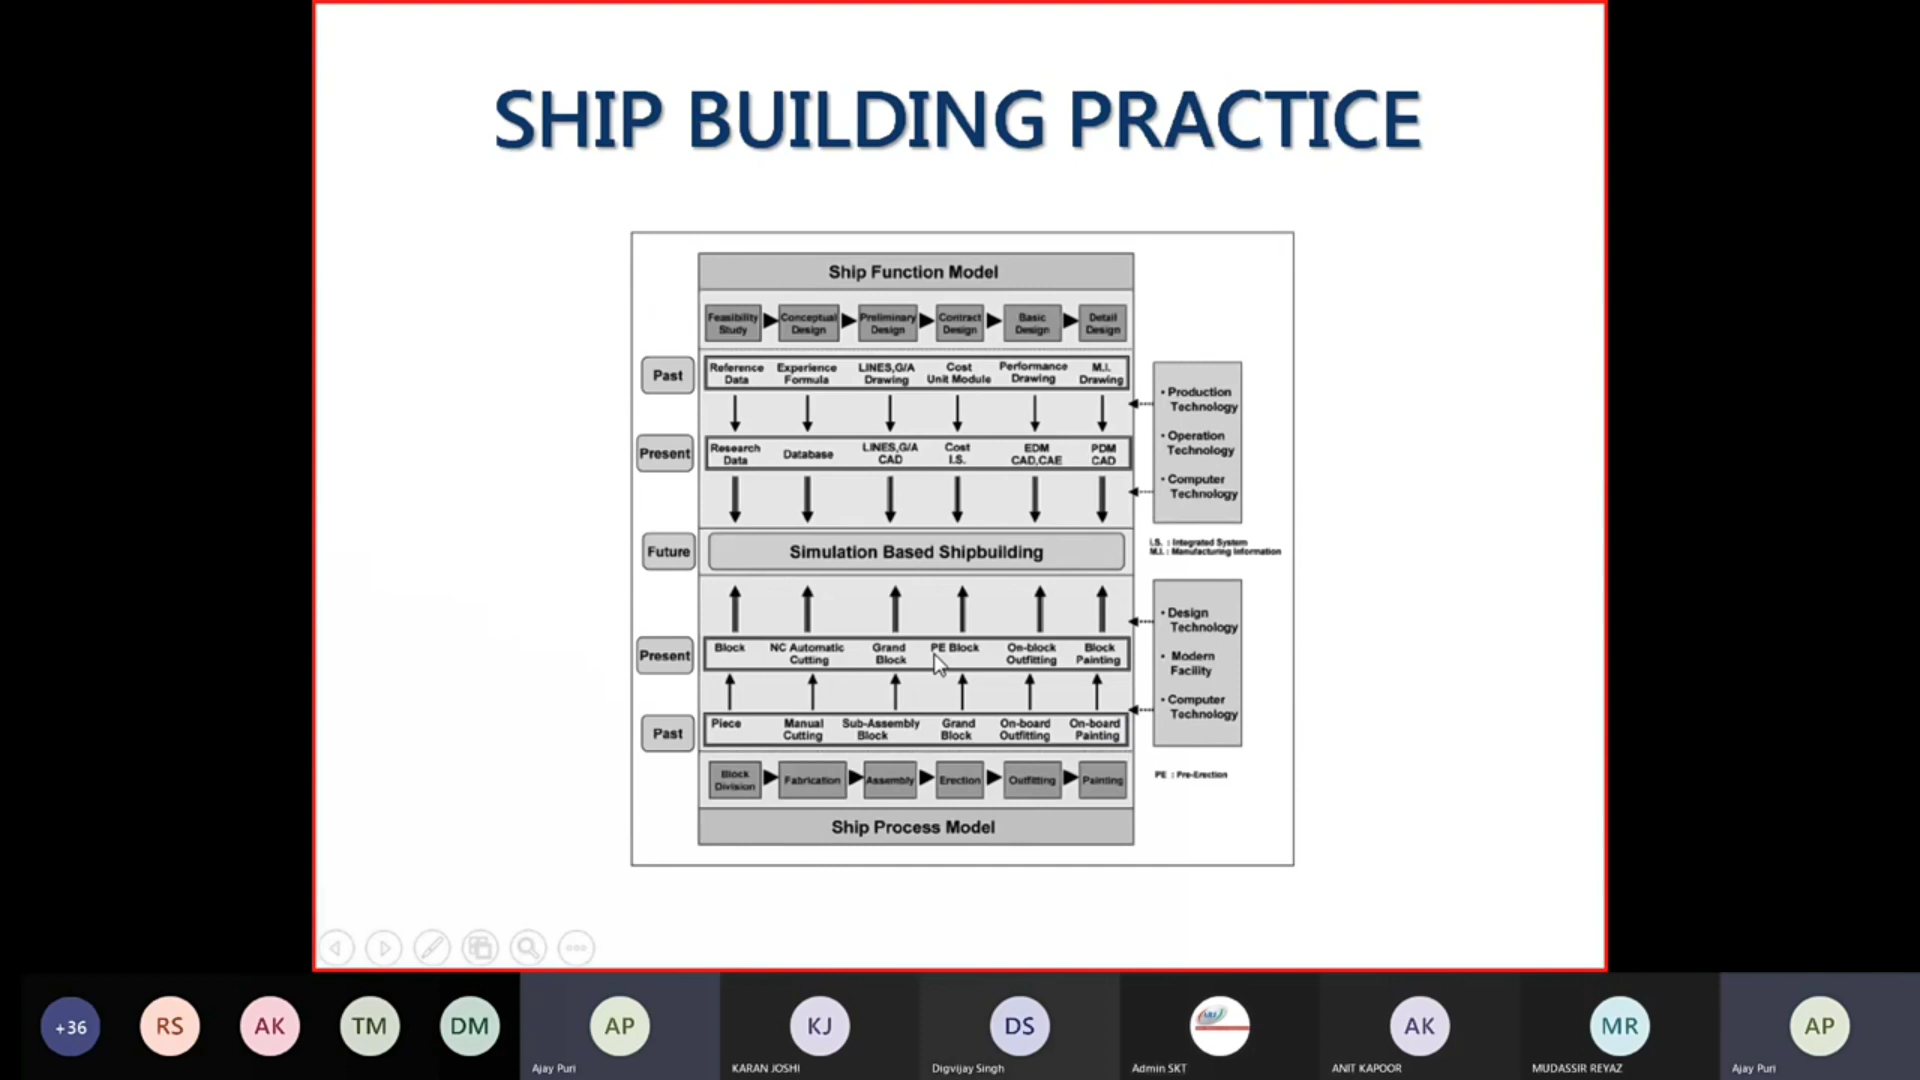 SHIP BUILDING PRACTICE
Ship Function Model
Feasibility Study
Conceptual Design
Preliminary Design
Contract Design
Basic Design
Detail Design
Past
Reference Data
Experience Formula
LINES,G/A Drawing
Cost Unit Module
Performance Drawing
M.I. Drawing
• Production Technology
• Operation Technology
• Computer Technology
Present
Research Data
Database
LINES,G/A CAD
Cost I.S.
EDM CAD,CAE
PDM CAD
I.S. : Integrated System
M.I. : Manufacturing Information
Future
Simulation Based Shipbuilding
• Design Technology
• Modern Facility
• Computer Technology
Present
Block
NC Automatic Cutting
Grand Block
PE Block
On-block Outfitting
Block Painting
Past
Piece
Manual Cutting
Sub-Assembly Block
Grand Block
On-board Outfitting
On-board Painting
Block Division
Fabrication
Assembly
Erection
Outfitting
Painting
PE : Pre-Erection
Ship Process Model
+36
RS
AK
TM
DM
AP
Ajay Puri
KJ
KARAN JOSHI
DS
Digvijay Singh
Admin SKT
AK
ANIT KAPOOR
MR
MUDASSIR REYAZ
AP
Ajay Puri